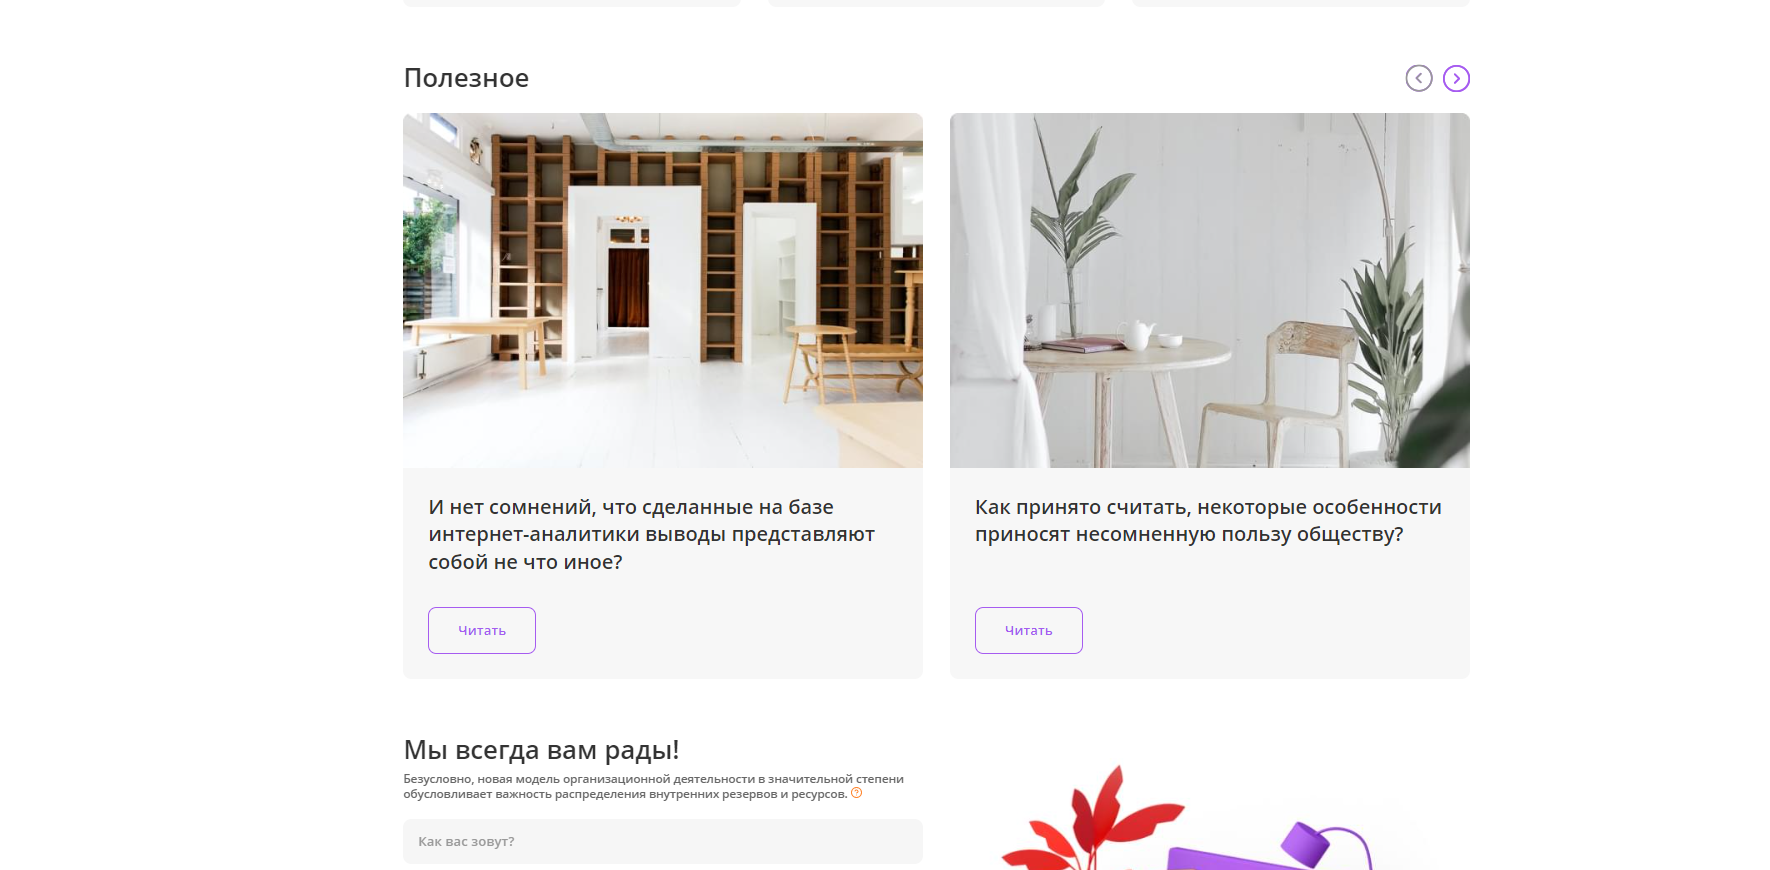 Полезное
И нет сомнений, что сделанные на базе
интернет-аналитики выводы представляют
собой не что иное?
Читать
Как принято считать, некоторые особенности
приносят несомненную пользу обществу?
Читать
Мы всегда вам рады!
Безусловно, новая модель организационной деятельности в значительной степени
обусловливает важность распределения внутренних резервов и ресурсов. ?
Как вас зовут?